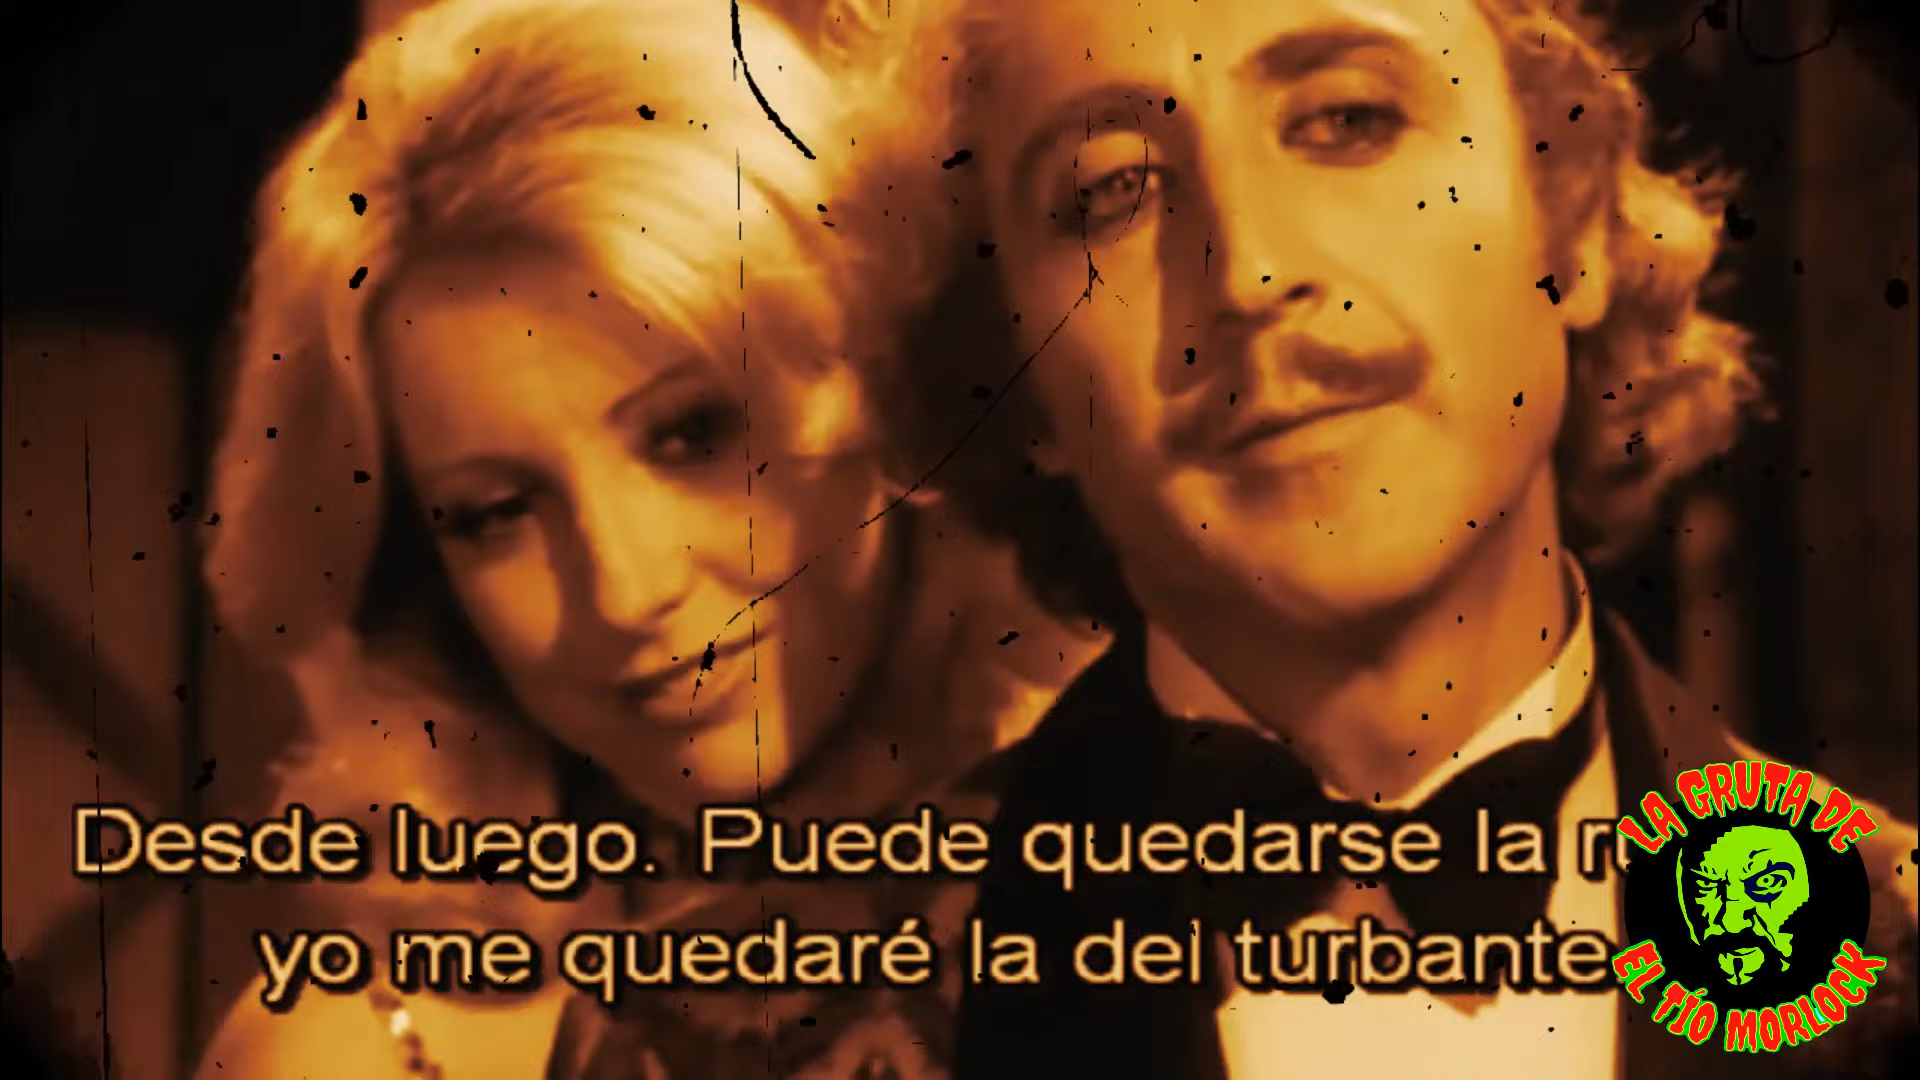 Desde luego. Puede quedarse la
yo me quedaré la del turbante
LA GRUTA DE
EL TÍO MORLOCK